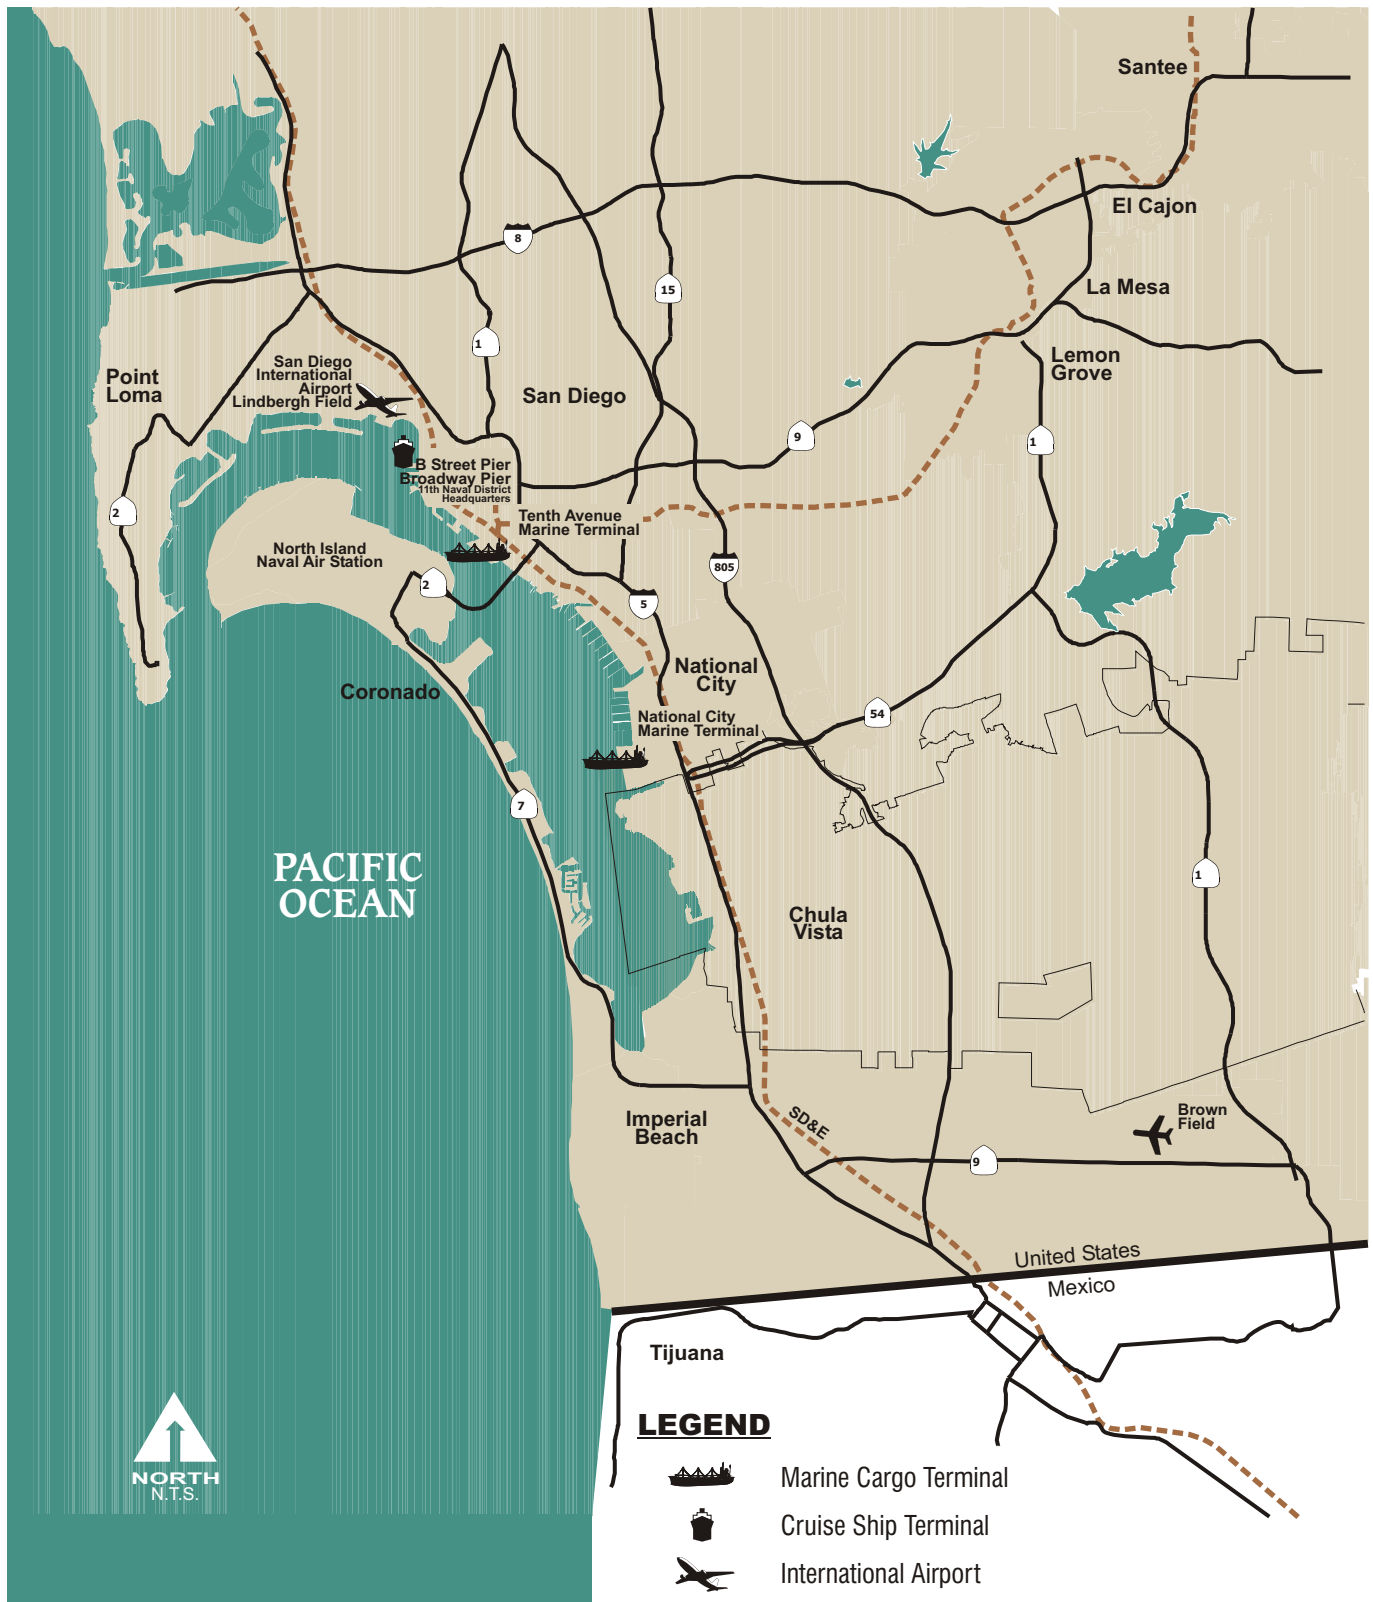 Santee
El Cajon
8
La Mesa
15
1
San Diego
International
Airport
Lindbergh Field
Point
Loma
Lemon
Grove
San Diego
9
1
B Street Pier
Broadway Pier
11th Naval District
Headquarters
2
Tenth Avenue
Marine Terminal
North Island
Naval Air Station
2
805
5
National
City
Coronado
54
National City
Marine Terminal
7
PACIFIC
OCEAN
1
Chula
Vista
Imperial
Beach
SD&E
Brown
Field
9
United States
Mexico
Tijuana
LEGEND
NORTH
N.T.S.
Marine Cargo Terminal
Cruise Ship Terminal
International Airport